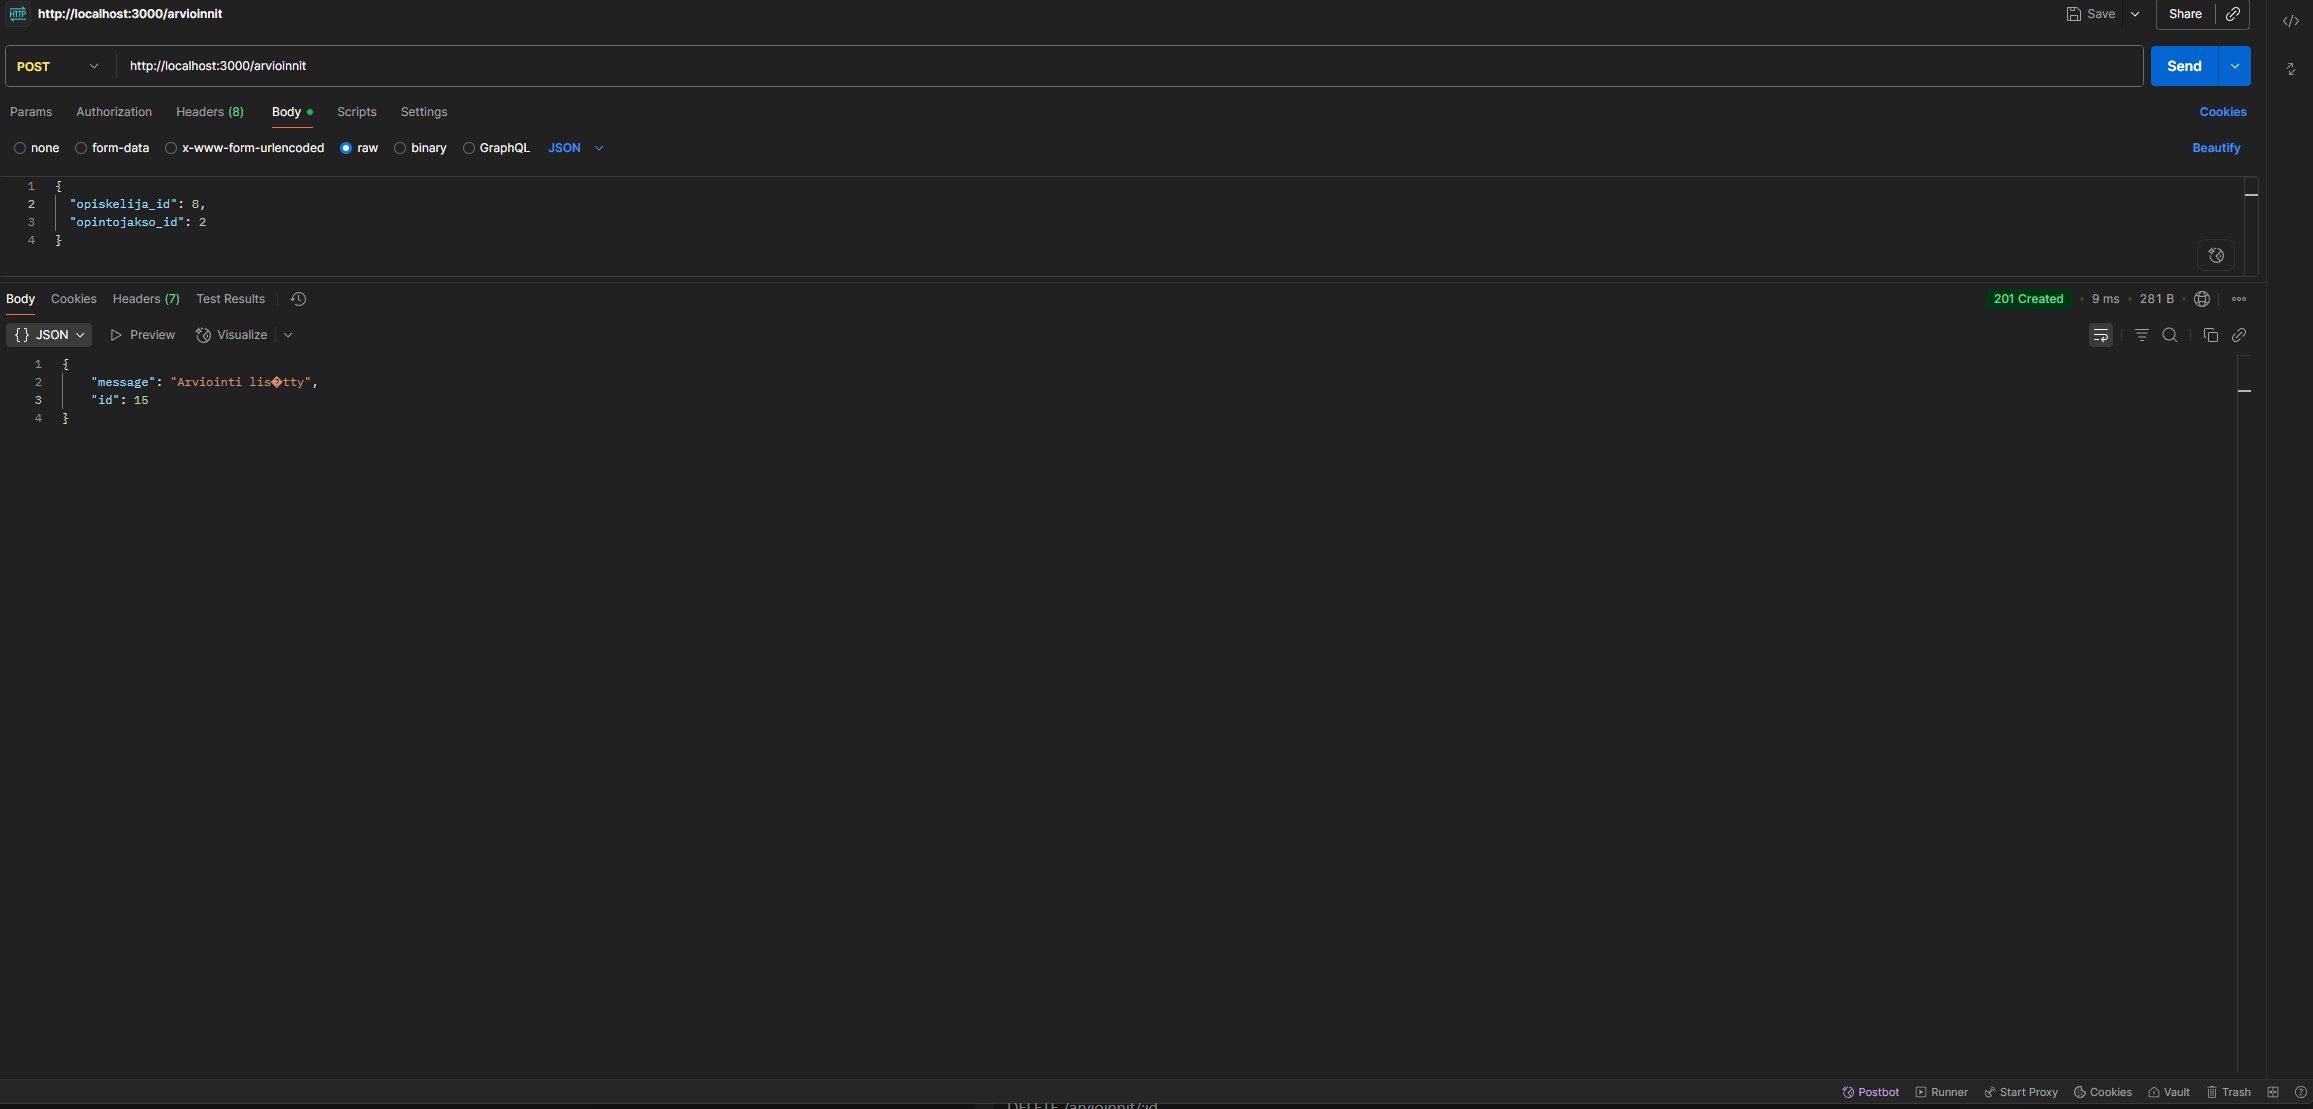 HTTP http://localhost:3000/arvioinnit Save Share
POST http://localhost:3000/arvioinnit Send
Params Authorization Headers (8) Body Scripts Settings Cookies
none form-data x-www-form-urlencoded raw binary GraphQL JSON Beautify
1 {
2 "opiskelija_id": 8,
3 "opintojakso_id": 2
4 }
Body Cookies Headers (7) Test Results 201 Created • 9 ms • 281 B
{} JSON Preview Visualize
1 {
2 "message": "Arviointi lis�tty",
3 "id": 15
4 }
Postbot Runner Start Proxy Cookies Vault Trash
DELETE /arvioinnit/:id